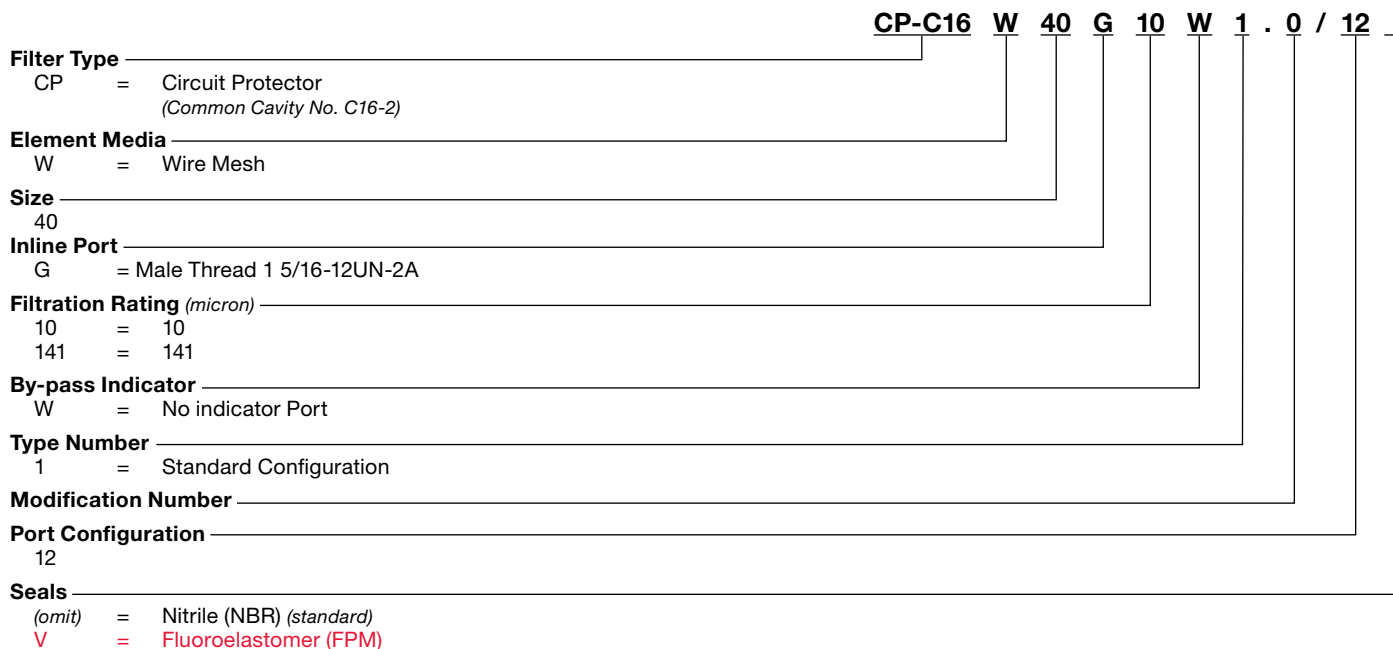 CP-C16 W 40 G 10 W 1 . 0 / 12 _
Filter Type
CP = Circuit Protector
(Common Cavity No. C16-2)
Element Media
W = Wire Mesh
Size
40
Inline Port
G = Male Thread 1 5/16-12UN-2A
Filtration Rating (micron)
10 = 10
141 = 141
By-pass Indicator
W = No indicator Port
Type Number
1 = Standard Configuration
Modification Number
Port Configuration
12
Seals
(omit) = Nitrile (NBR) (standard)
V = Fluoroelastomer (FPM)